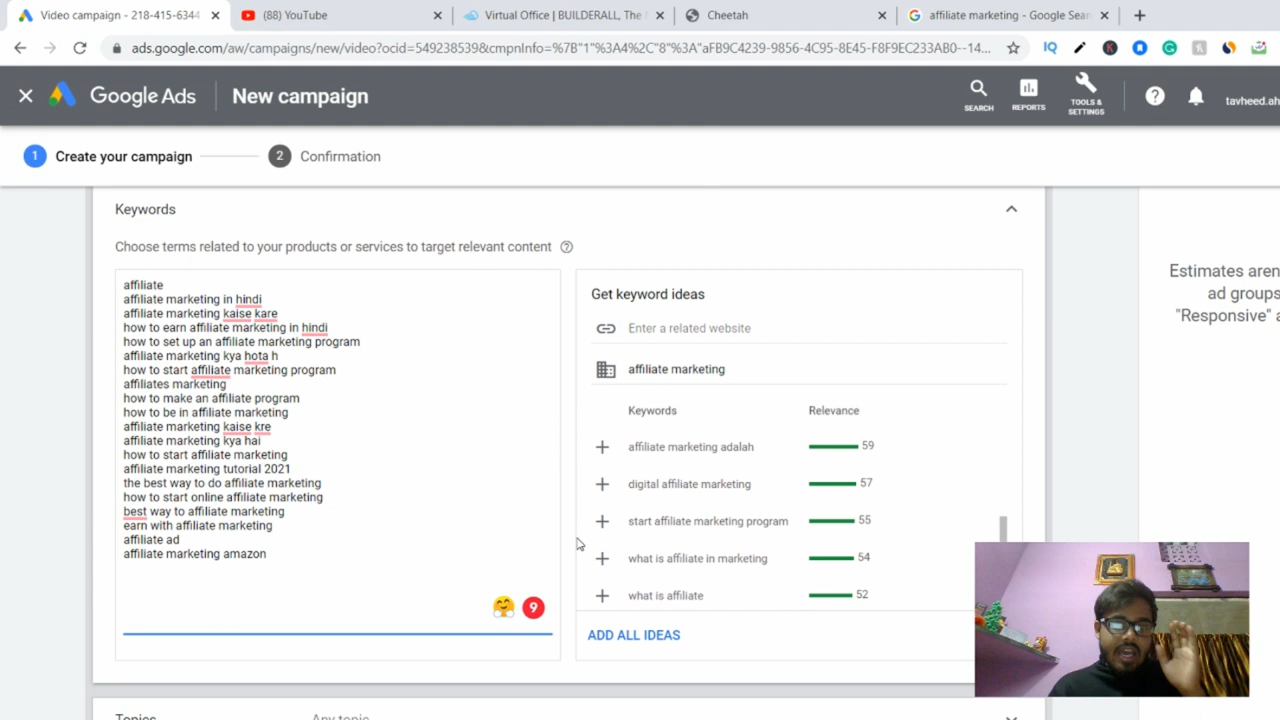 Video campaign - 218-415-6344
(88) YouTube
Virtual Office | BUILDERALL, The
Cheetah
affiliate marketing - Google Sear
ads.google.com/aw/campaigns/new/video?ocid=549238539&cmpnInfo=%7B"1"%3A4%2C"8"%3A"aFB9C4239-9856-4C95-8E45-F8F9EC233AB0--14...
IQ
Google Ads
New campaign
SEARCH
REPORTS
TOOLS &
SETTINGS
tavheed.ah
1 Create your campaign
2 Confirmation
Keywords
Choose terms related to your products or services to target relevant content
affiliate
affiliate marketing in hindi
affiliate marketing kaise kare
how to earn affiliate marketing in hindi
how to set up an affiliate marketing program
affiliate marketing kya hota h
how to start affiliate marketing program
affiliates marketing
how to make an affiliate program
how to be in affiliate marketing
affiliate marketing kaise kre
affiliate marketing kya hai
how to start affiliate marketing
affiliate marketing tutorial 2021
the best way to do affiliate marketing
how to start online affiliate marketing
best way to affiliate marketing
earn with affiliate marketing
affiliate ad
affiliate marketing amazon
9
Get keyword ideas
Enter a related website
affiliate marketing
Keywords Relevance
affiliate marketing adalah 59
digital affiliate marketing 57
start affiliate marketing program 55
what is affiliate in marketing 54
what is affiliate 52
ADD ALL IDEAS
Estimates aren
ad groups
"Responsive" a
Topics Any topic